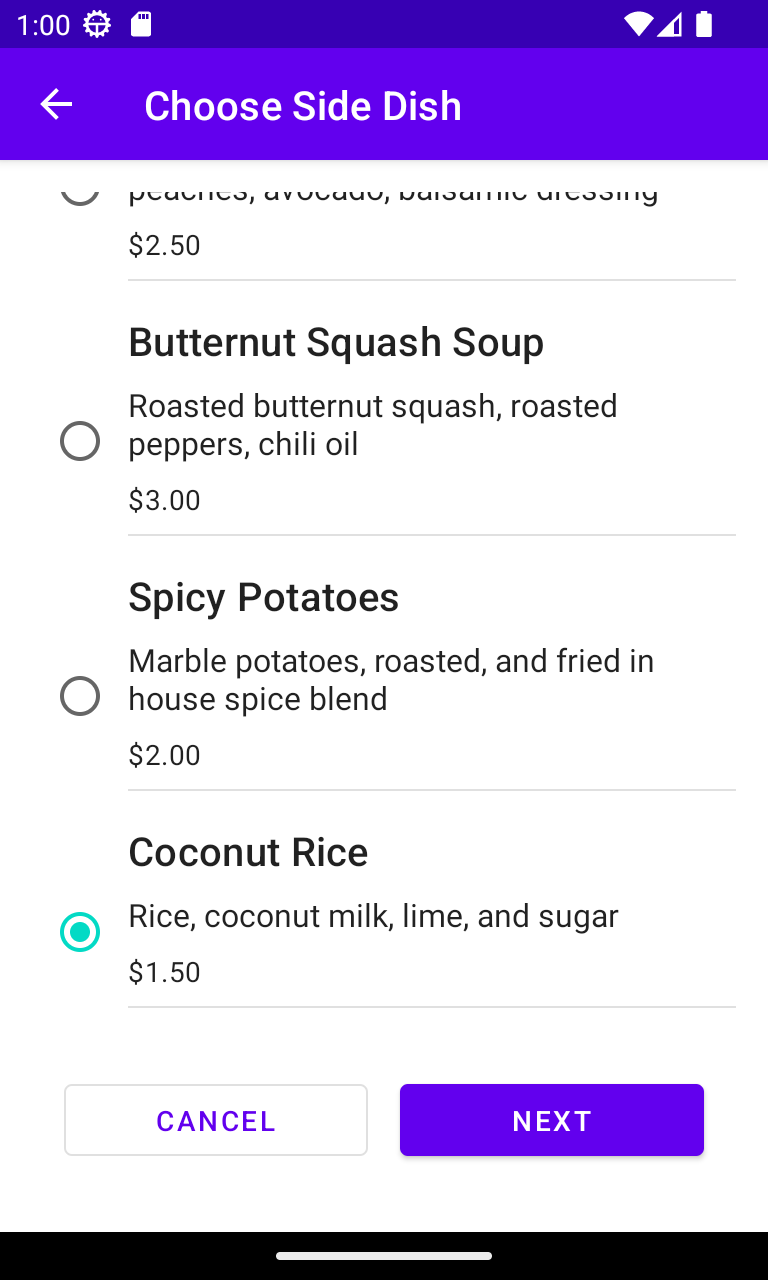 1:00
Choose Side Dish
peaches, avocado, balsamic dressing
$2.50
Butternut Squash Soup
Roasted butternut squash, roasted
peppers, chili oil
$3.00
Spicy Potatoes
Marble potatoes, roasted, and fried in
house spice blend
$2.00
Coconut Rice
Rice, coconut milk, lime, and sugar
$1.50
CANCEL
NEXT